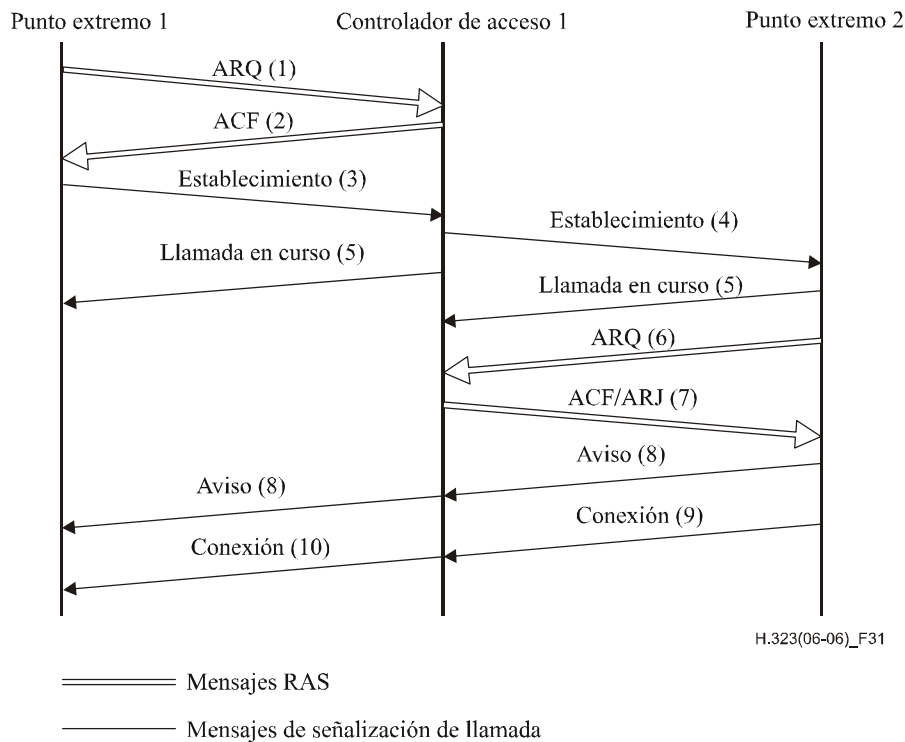 Punto extremo 1
Controlador de acceso 1
Punto extremo 2
ARQ (1)
ACF (2)
Establecimiento (3)
Establecimiento (4)
Llamada en curso (5)
Llamada en curso (5)
ARQ (6)
ACF/ARJ (7)
Aviso (8)
Aviso (8)
Conexión (9)
Conexión (10)
H.323(06-06)_F31
Mensajes RAS
Mensajes de señalización de llamada